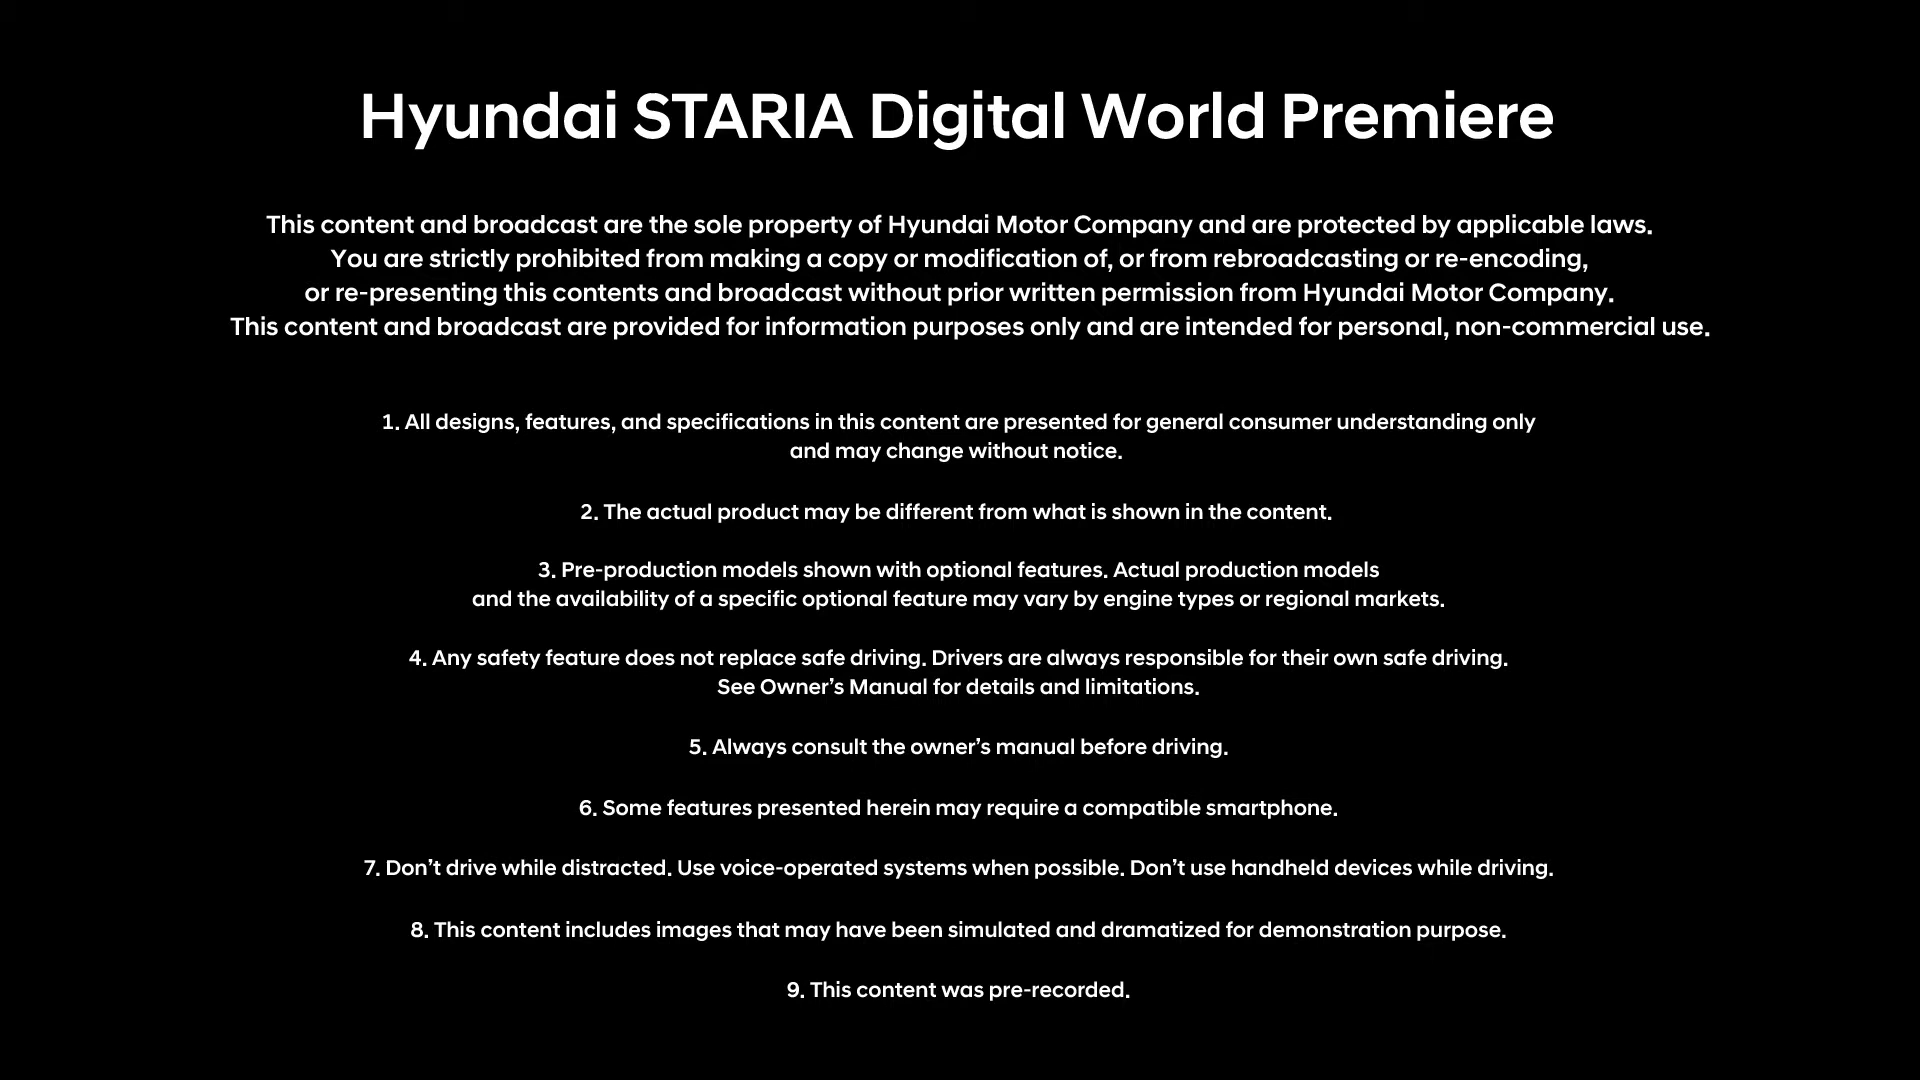 Hyundai STARIA Digital World Premiere
This content and broadcast are the sole property of Hyundai Motor Company and are protected by applicable laws.
You are strictly prohibited from making a copy or modification of, or from rebroadcasting or re-encoding,
or re-presenting this contents and broadcast without prior written permission from Hyundai Motor Company.
This content and broadcast are provided for information purposes only and are intended for personal, non-commercial use.
1. All designs, features, and specifications in this content are presented for general consumer understanding only
and may change without notice.
2. The actual product may be different from what is shown in the content.
3. Pre-production models shown with optional features. Actual production models
and the availability of a specific optional feature may vary by engine types or regional markets.
4. Any safety feature does not replace safe driving. Drivers are always responsible for their own safe driving.
See Owner’s Manual for details and limitations.
5. Always consult the owner’s manual before driving.
6. Some features presented herein may require a compatible smartphone.
7. Don’t drive while distracted. Use voice-operated systems when possible. Don’t use handheld devices while driving.
8. This content includes images that may have been simulated and dramatized for demonstration purpose.
9. This content was pre-recorded.